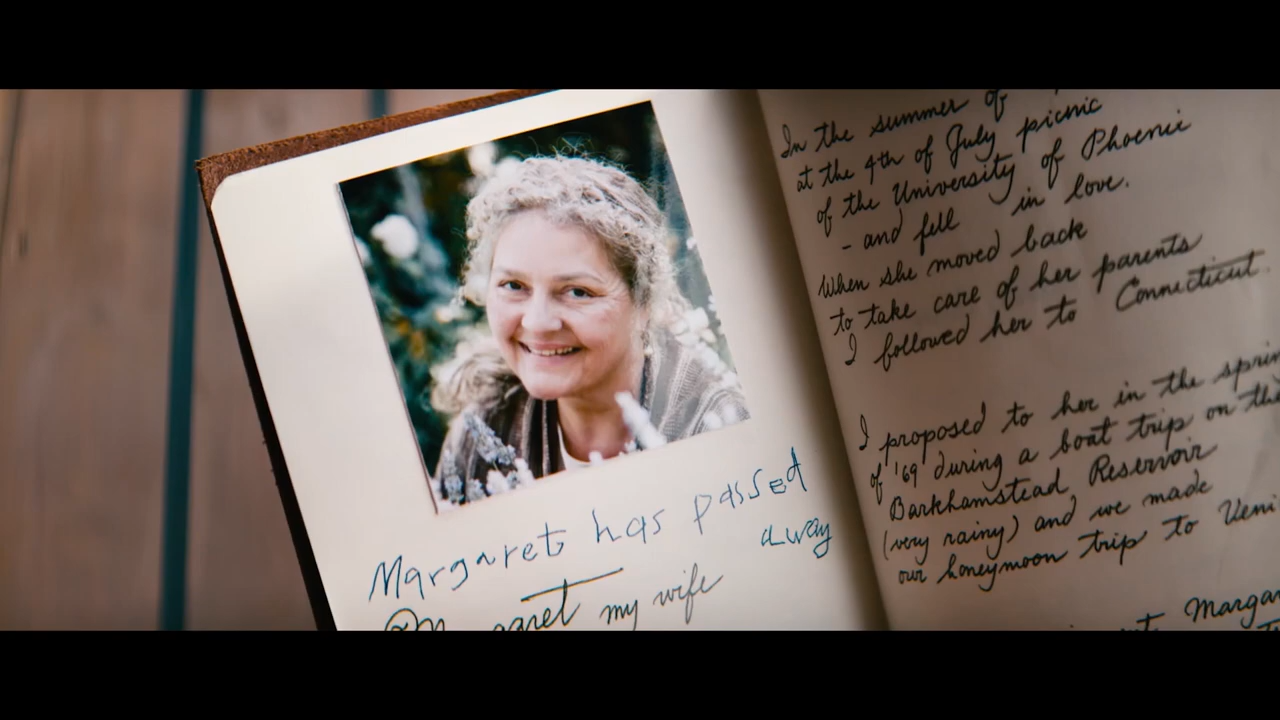 Margaret has passed
away
Margaret my wife
In the summer of
at the 4th of July picnic
of the University of Phoenix
- and fell in love.
When she moved back
to take care of her parents
I followed her to Connecticut.
I proposed to her in the
of '69 during a boat trip on the
Barkhamstead Reservoir
(very rainy) and we made
our honeymoon trip to